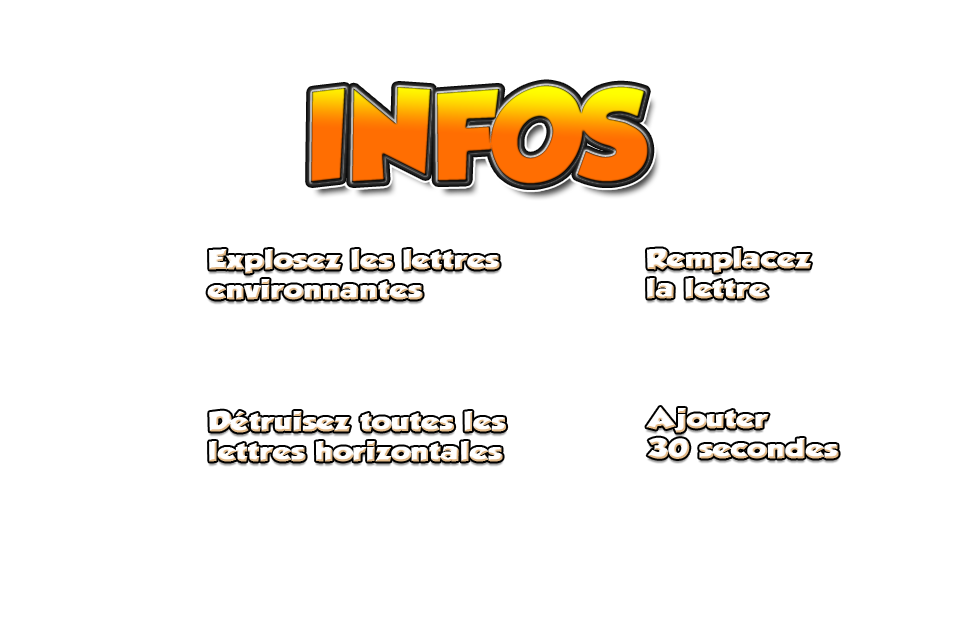 INFOS
Explosez les lettres
environnantes
Remplacez
la lettre
Détruisez toutes les
lettres horizontales
Ajouter
30 secondes